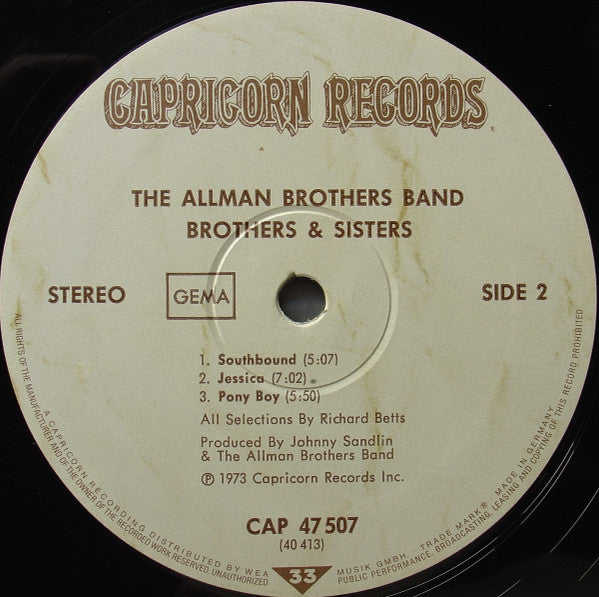 CAPRICORN RECORDS
THE ALLMAN BROTHERS BAND
BROTHERS & SISTERS
STEREO
GEMA
SIDE 2
1. Southbound (5:07)
2. Jessica (7:02)
3. Pony Boy (5:50)
All Selections By Richard Betts
Produced By Johnny Sandlin
& The Allman Brothers Band
℗ 1973 Capricorn Records Inc.
CAP 47 507
(40 413)
33
ALL RIGHTS OF THE MANUFACTURER AND OF THE OWNER OF THE RECORDED WORK RESERVED, UNAUTHORIZED PUBLIC PERFORMANCE, BROADCASTING, LEASING AND COPYING OF THIS RECORD PROHIBITED
A CAPRICORN RECORDING DISTRIBUTED BY WEA MUSIK GMBH. TRADE MARK® MADE IN GERMANY